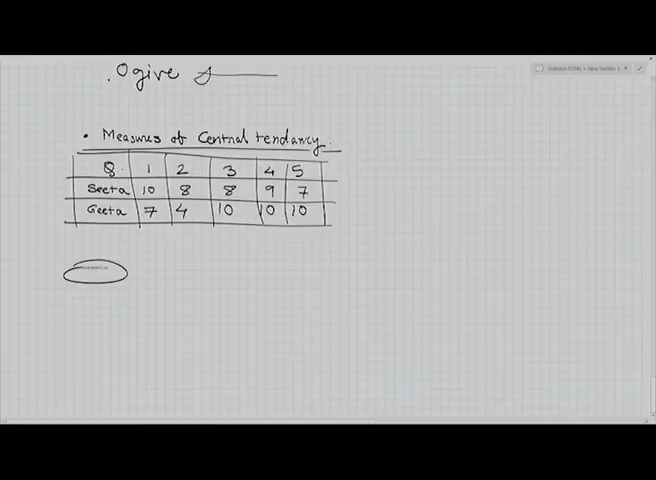 . Ogive
• Measures of Central tendancy.
Q. 1 2 3 4 5
Seeta 10 8 8 9 7
Geeta 7 4 10 10 10